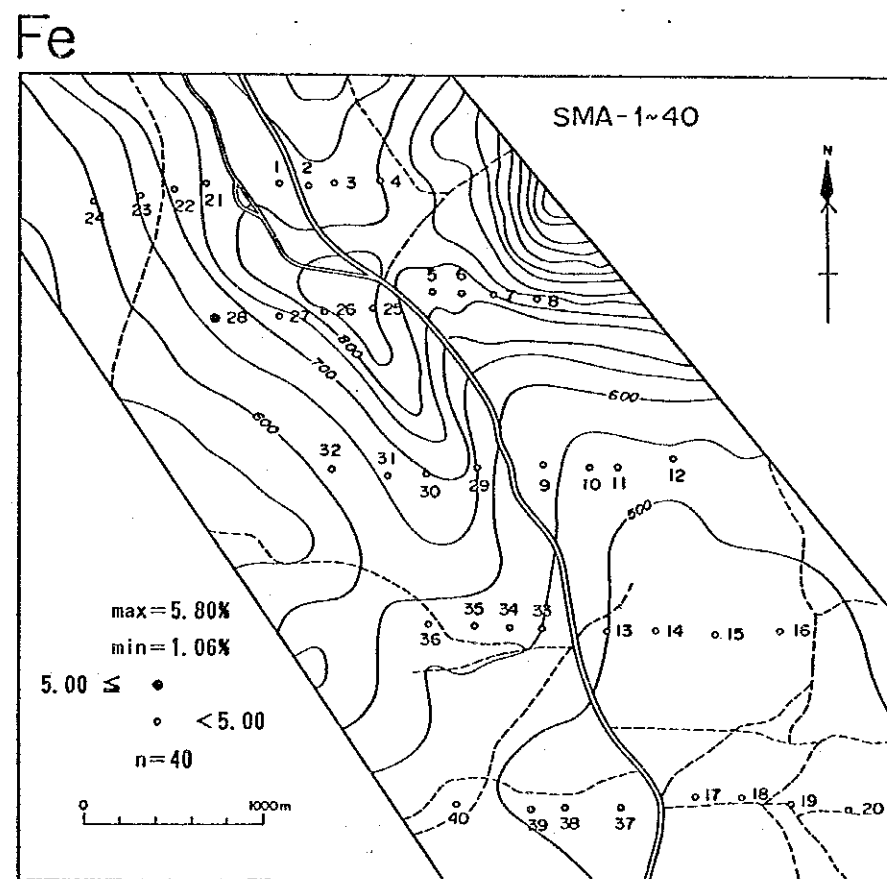 Fe
SMA-1~40
N
1 2 3 4
24 23 22 21
5 6 7 8
28 27 26 25
800
700
600
600
32 31 30 29 9 10 11 12
500
36 35 34 33 13 14 15 16
max=5.80%
min=1.06%
5.00 ≦ ●
○ <5.00
n=40
0 1000m
40 39 38 37 17 18 19 20